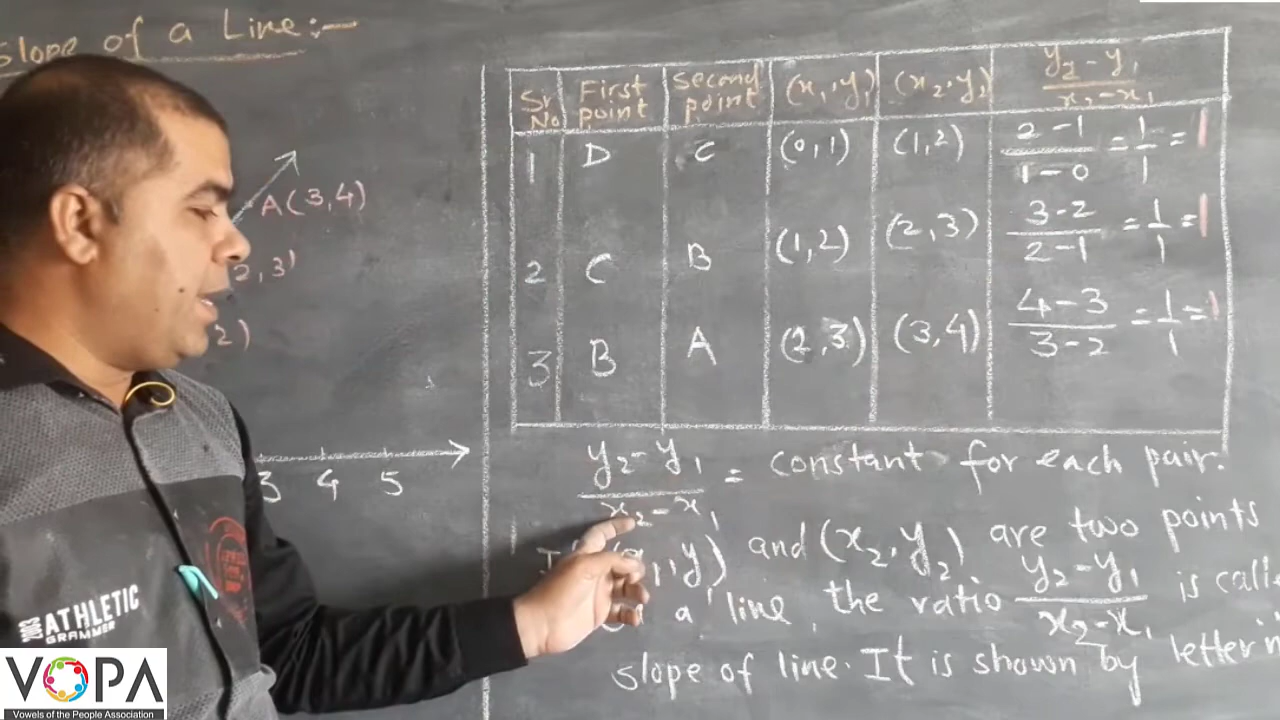 Slope of a Line:-
A(3,4)
2,3)
2)
3 4 5
Sr No First point Second point (x₁,y₁) (x₂,y₂) y₂-y₁/x₂-x₁
1 D C (0,1) (1,2) 2-1/1-0 = 1/1 = 1
2 C B (1,2) (2,3) 3-2/2-1 = 1/1 = 1
3 B A (2,3) (3,4) 4-3/3-2 = 1/1 = 1
y₂-y₁/x₂-x₁ = constant for each pair.
₁,y) and (x₂,y₂) are two points
a line, the ratio y₂-y₁/x₂-x₁ is calle
slope of line. It is shown by letter
ATHLETIC
GRAMMER
VOPA
Vowels of the People Association